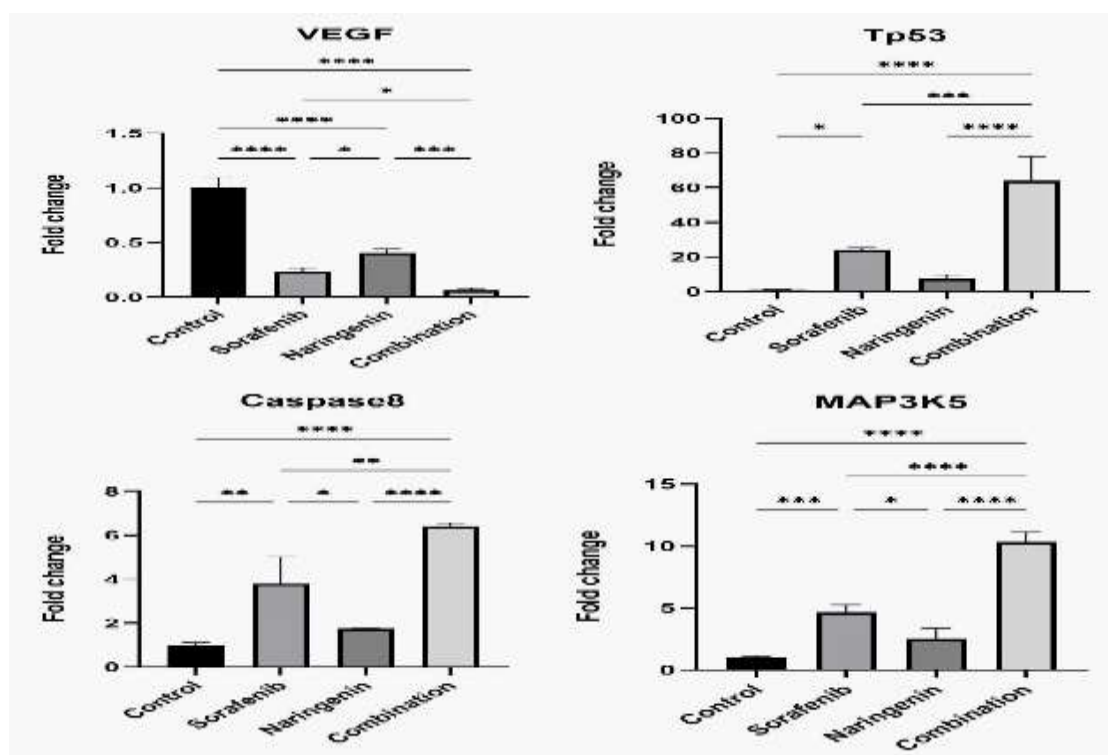 VEGF
****
*
****
**** * ***
1.5
1.0
0.5
0.0
Fold change
Control Sorafenib Naringenin Combination
Tp53
****
***
* ****
100
80
60
40
20
0
Fold change
Control Sorafenib Naringenin Combination
Caspase8
****
**
** * ****
8
6
4
2
0
Fold change
Control Sorafenib Naringenin Combination
MAP3K5
****
****
*** * ****
15
10
5
0
Fold change
Control Sorafenib Naringenin Combination